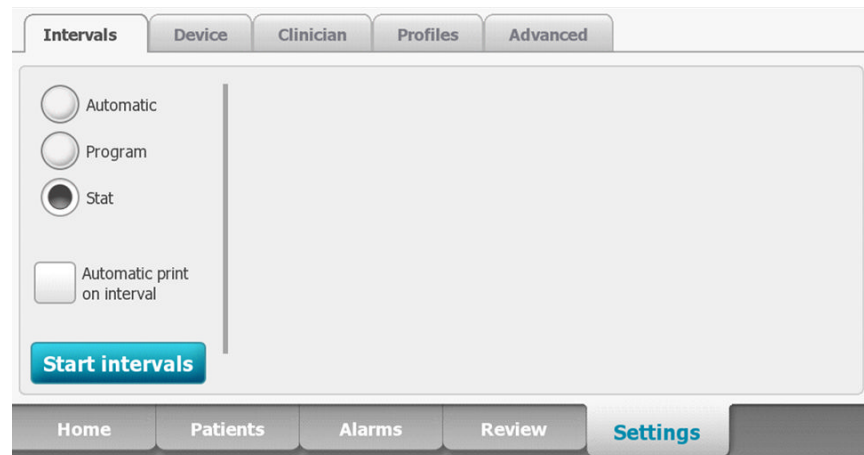 Intervals Device Clinician Profiles Advanced
Automatic
Program
Stat
Automatic print
on interval
Start intervals
Home Patients Alarms Review Settings